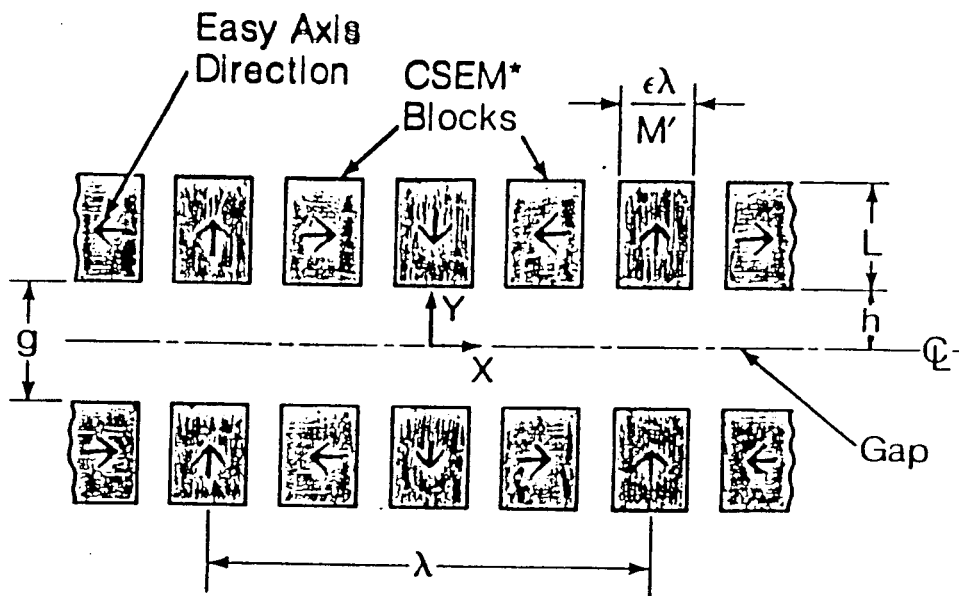 Easy Axis
Direction
CSEM*
Blocks
ϵλ
M′
L
h
g
Y
X
℄
Gap
λ